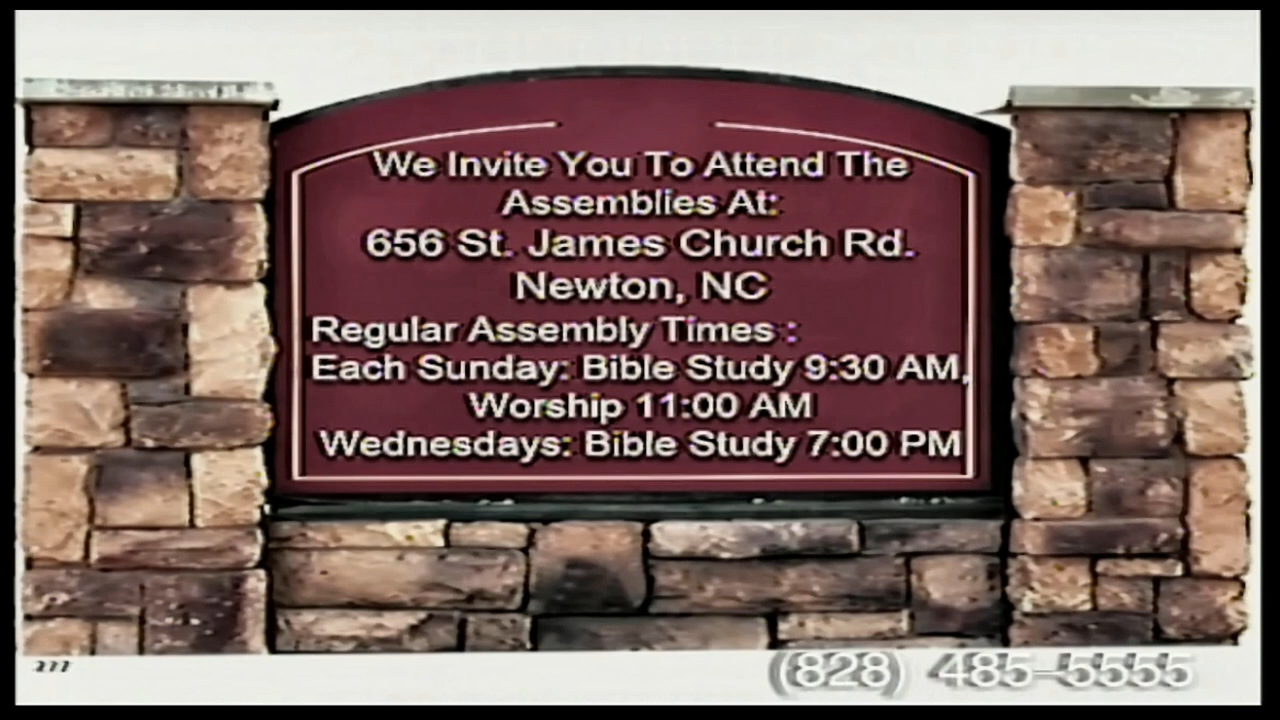 We Invite You To Attend The
Assemblies At:
656 St. James Church Rd.
Newton, NC
Regular Assembly Times :
Each Sunday: Bible Study 9:30 AM,
Worship 11:00 AM
Wednesdays: Bible Study 7:00 PM
(828) 485-5555